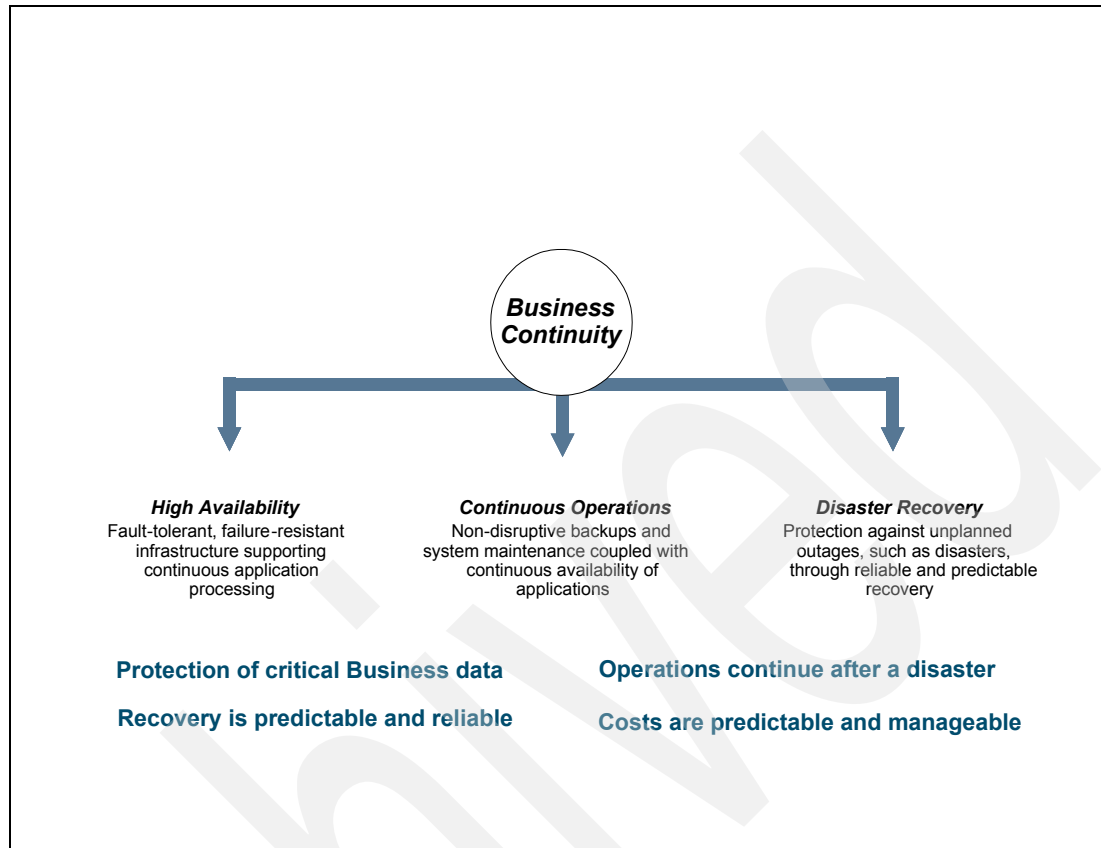 Business
Continuity
High Availability
Fault-tolerant, failure-resistant
infrastructure supporting
continuous application
processing
Continuous Operations
Non-disruptive backups and
system maintenance coupled with
continuous availability of
applications
Disaster Recovery
Protection against unplanned
outages, such as disasters,
through reliable and predictable
recovery
Protection of critical Business data
Recovery is predictable and reliable
Operations continue after a disaster
Costs are predictable and manageable
hived